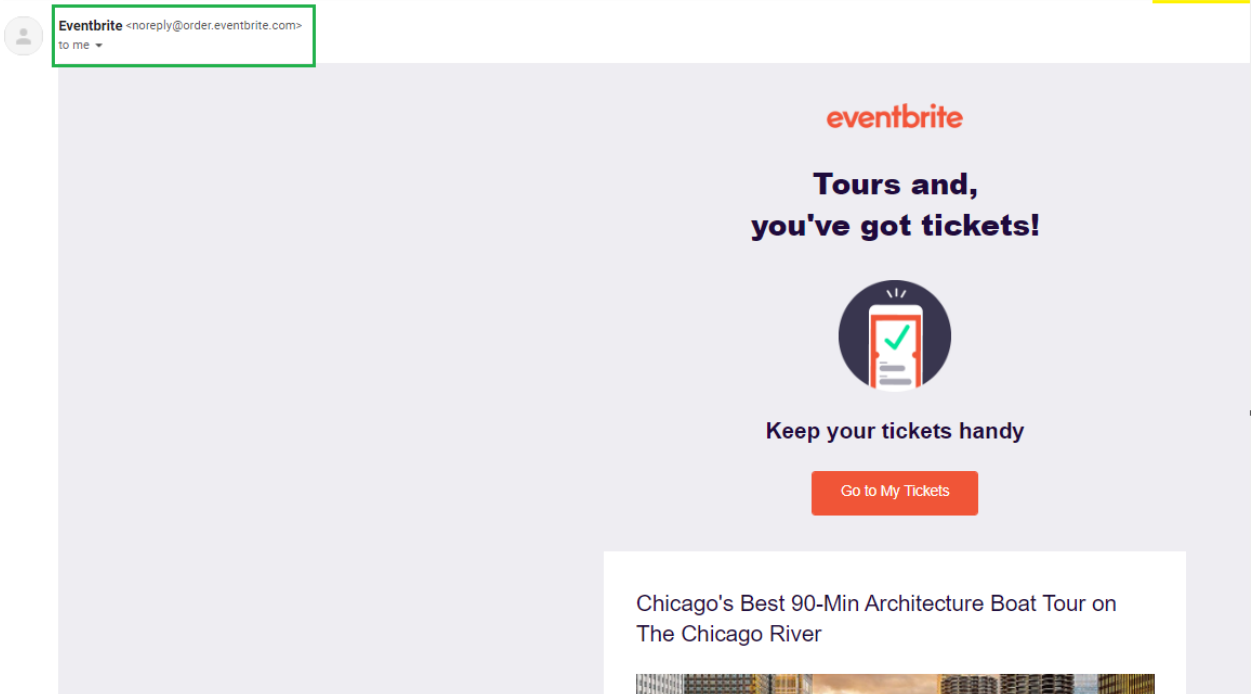 Eventbrite <noreply@order.eventbrite.com>
to me
eventbrite
Tours and,
you've got tickets!
Keep your tickets handy
Go to My Tickets
Chicago's Best 90-Min Architecture Boat Tour on
The Chicago River